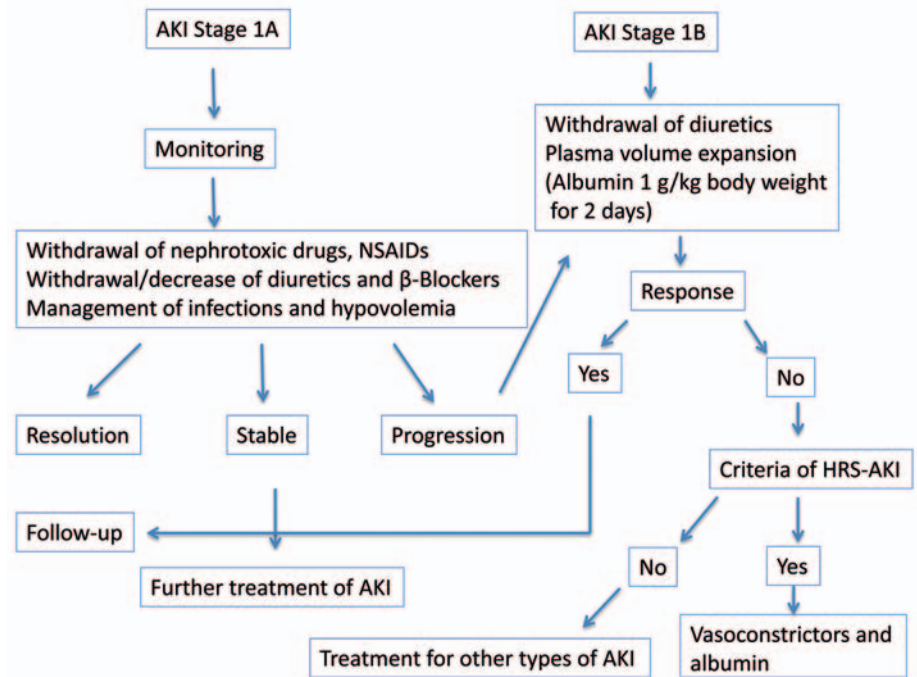 AKI Stage 1A
Monitoring
Withdrawal of nephrotoxic drugs, NSAIDs
Withdrawal/decrease of diuretics and β-Blockers
Management of infections and hypovolemia
Resolution
Stable
Progression
Follow-up
Further treatment of AKI
AKI Stage 1B
Withdrawal of diuretics
Plasma volume expansion
(Albumin 1 g/kg body weight
for 2 days)
Response
Yes
No
Criteria of HRS-AKI
No
Yes
Treatment for other types of AKI
Vasoconstrictors and
albumin